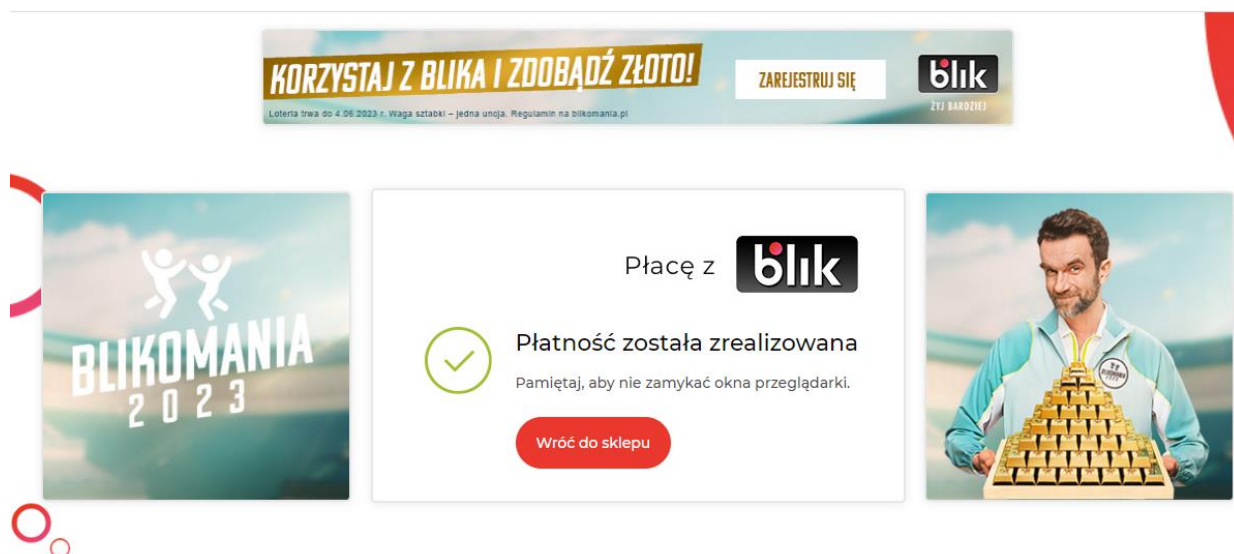 KORZYSTAJ Z BLIKA I ZDOBĄDŹ ZŁOTO!
Loteria trwa do 4.06.2023 r. Waga sztabki – jedna uncja. Regulamin na blikomania.pl
ZAREJESTRUJ SIĘ
blik
ŻYJ BARDZIEJ
BLIKOMANIA
2023
Płacę z blik
Płatność została zrealizowana
Pamiętaj, aby nie zamykać okna przeglądarki.
Wróć do sklepu